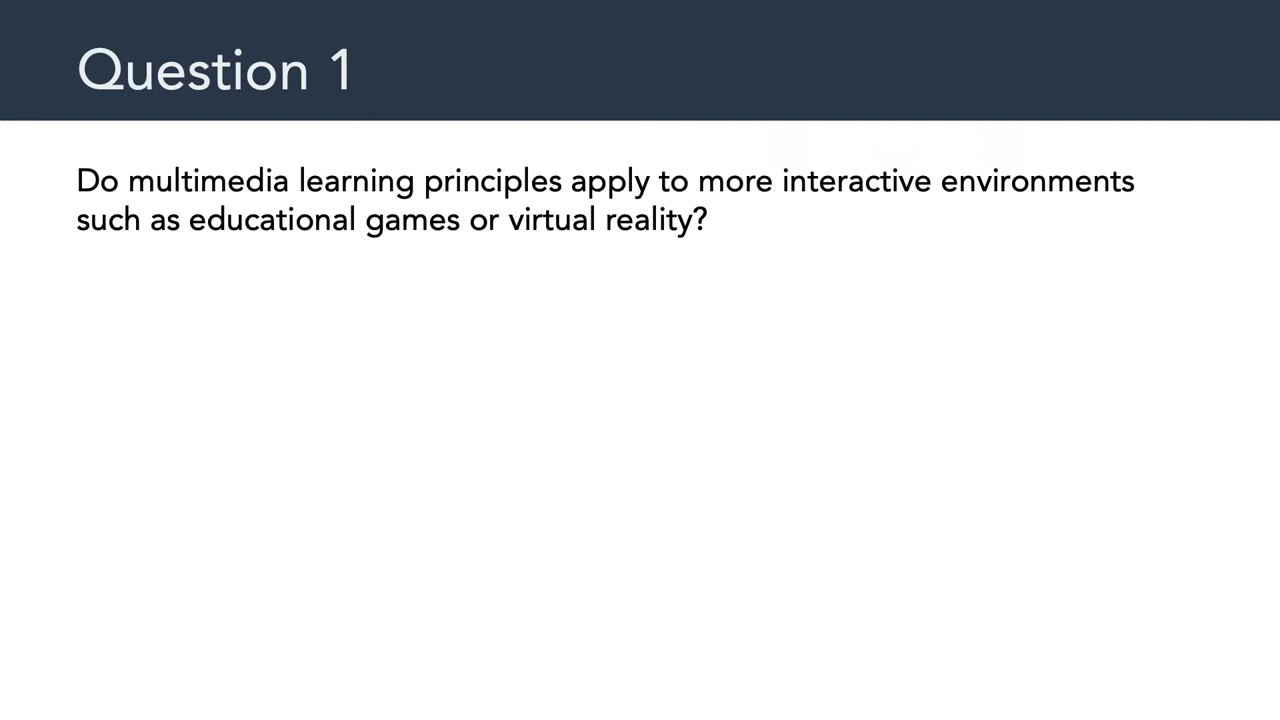 Question 1
Do multimedia learning principles apply to more interactive environments
such as educational games or virtual reality?